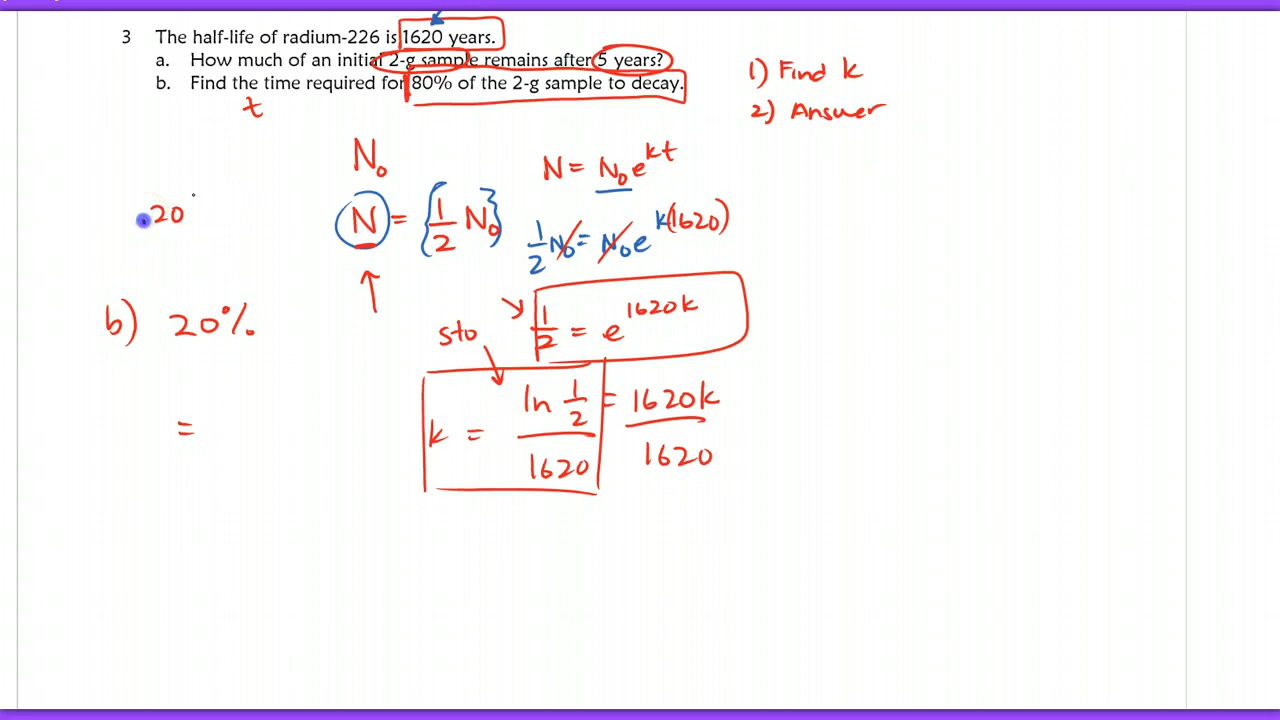 3 The half-life of radium-226 is 1620 years.
a. How much of an initial 2-g sample remains after 5 years?
b. Find the time required for 80% of the 2-g sample to decay.
t
1) Find k
2) Answer
N₀
N = N₀e^{kt}
.20
N = {1/2 N₀}
1/2 N₀ = N₀e^{k(1620)}
b) 20%
sto
1/2 = e^{1620k}
=
k = ln 1/2 / 1620 = 1620k / 1620